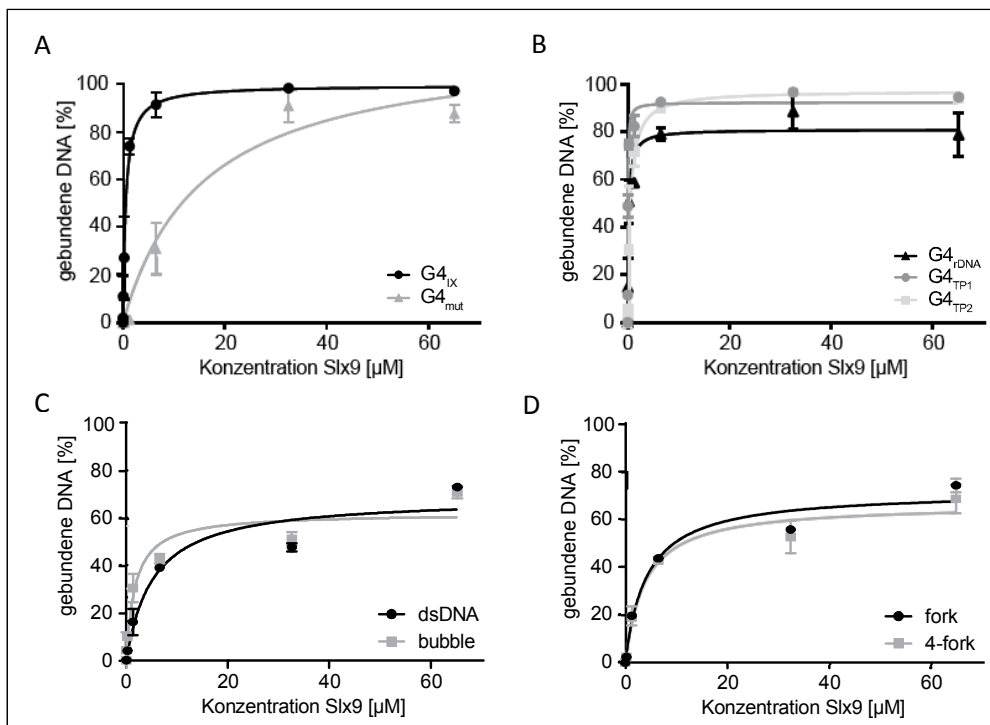 A
gebundene DNA [%]
100
80
60
40
20
0
0
20
40
60
Konzentration Slx9 [µM]
G4IX
G4mut
B
gebundene DNA [%]
100
80
60
40
20
0
0
20
40
60
Konzentration Slx9 [µM]
G4rDNA
G4TP1
G4TP2
C
gebundene DNA [%]
100
80
60
40
20
0
0
20
40
60
Konzentration Slx9 [µM]
dsDNA
bubble
D
gebundene DNA [%]
100
80
60
40
20
0
0
20
40
60
Konzentration Slx9 [µM]
fork
4-fork